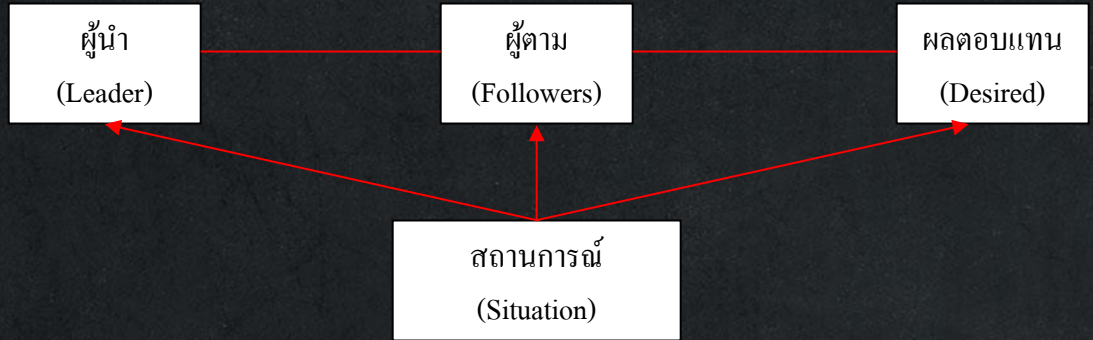 ผู้นำ
(Leader)
ผู้ตาม
(Followers)
ผลตอบแทน
(Desired)
สถานการณ์
(Situation)